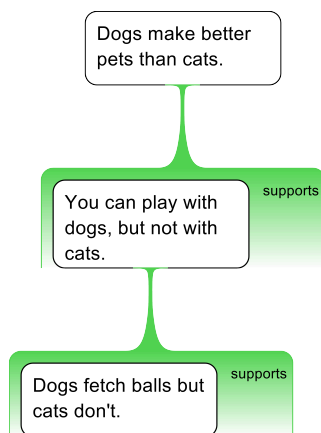 Dogs make better
pets than cats.
supports
You can play with
dogs, but not with
cats.
supports
Dogs fetch balls but
cats don't.